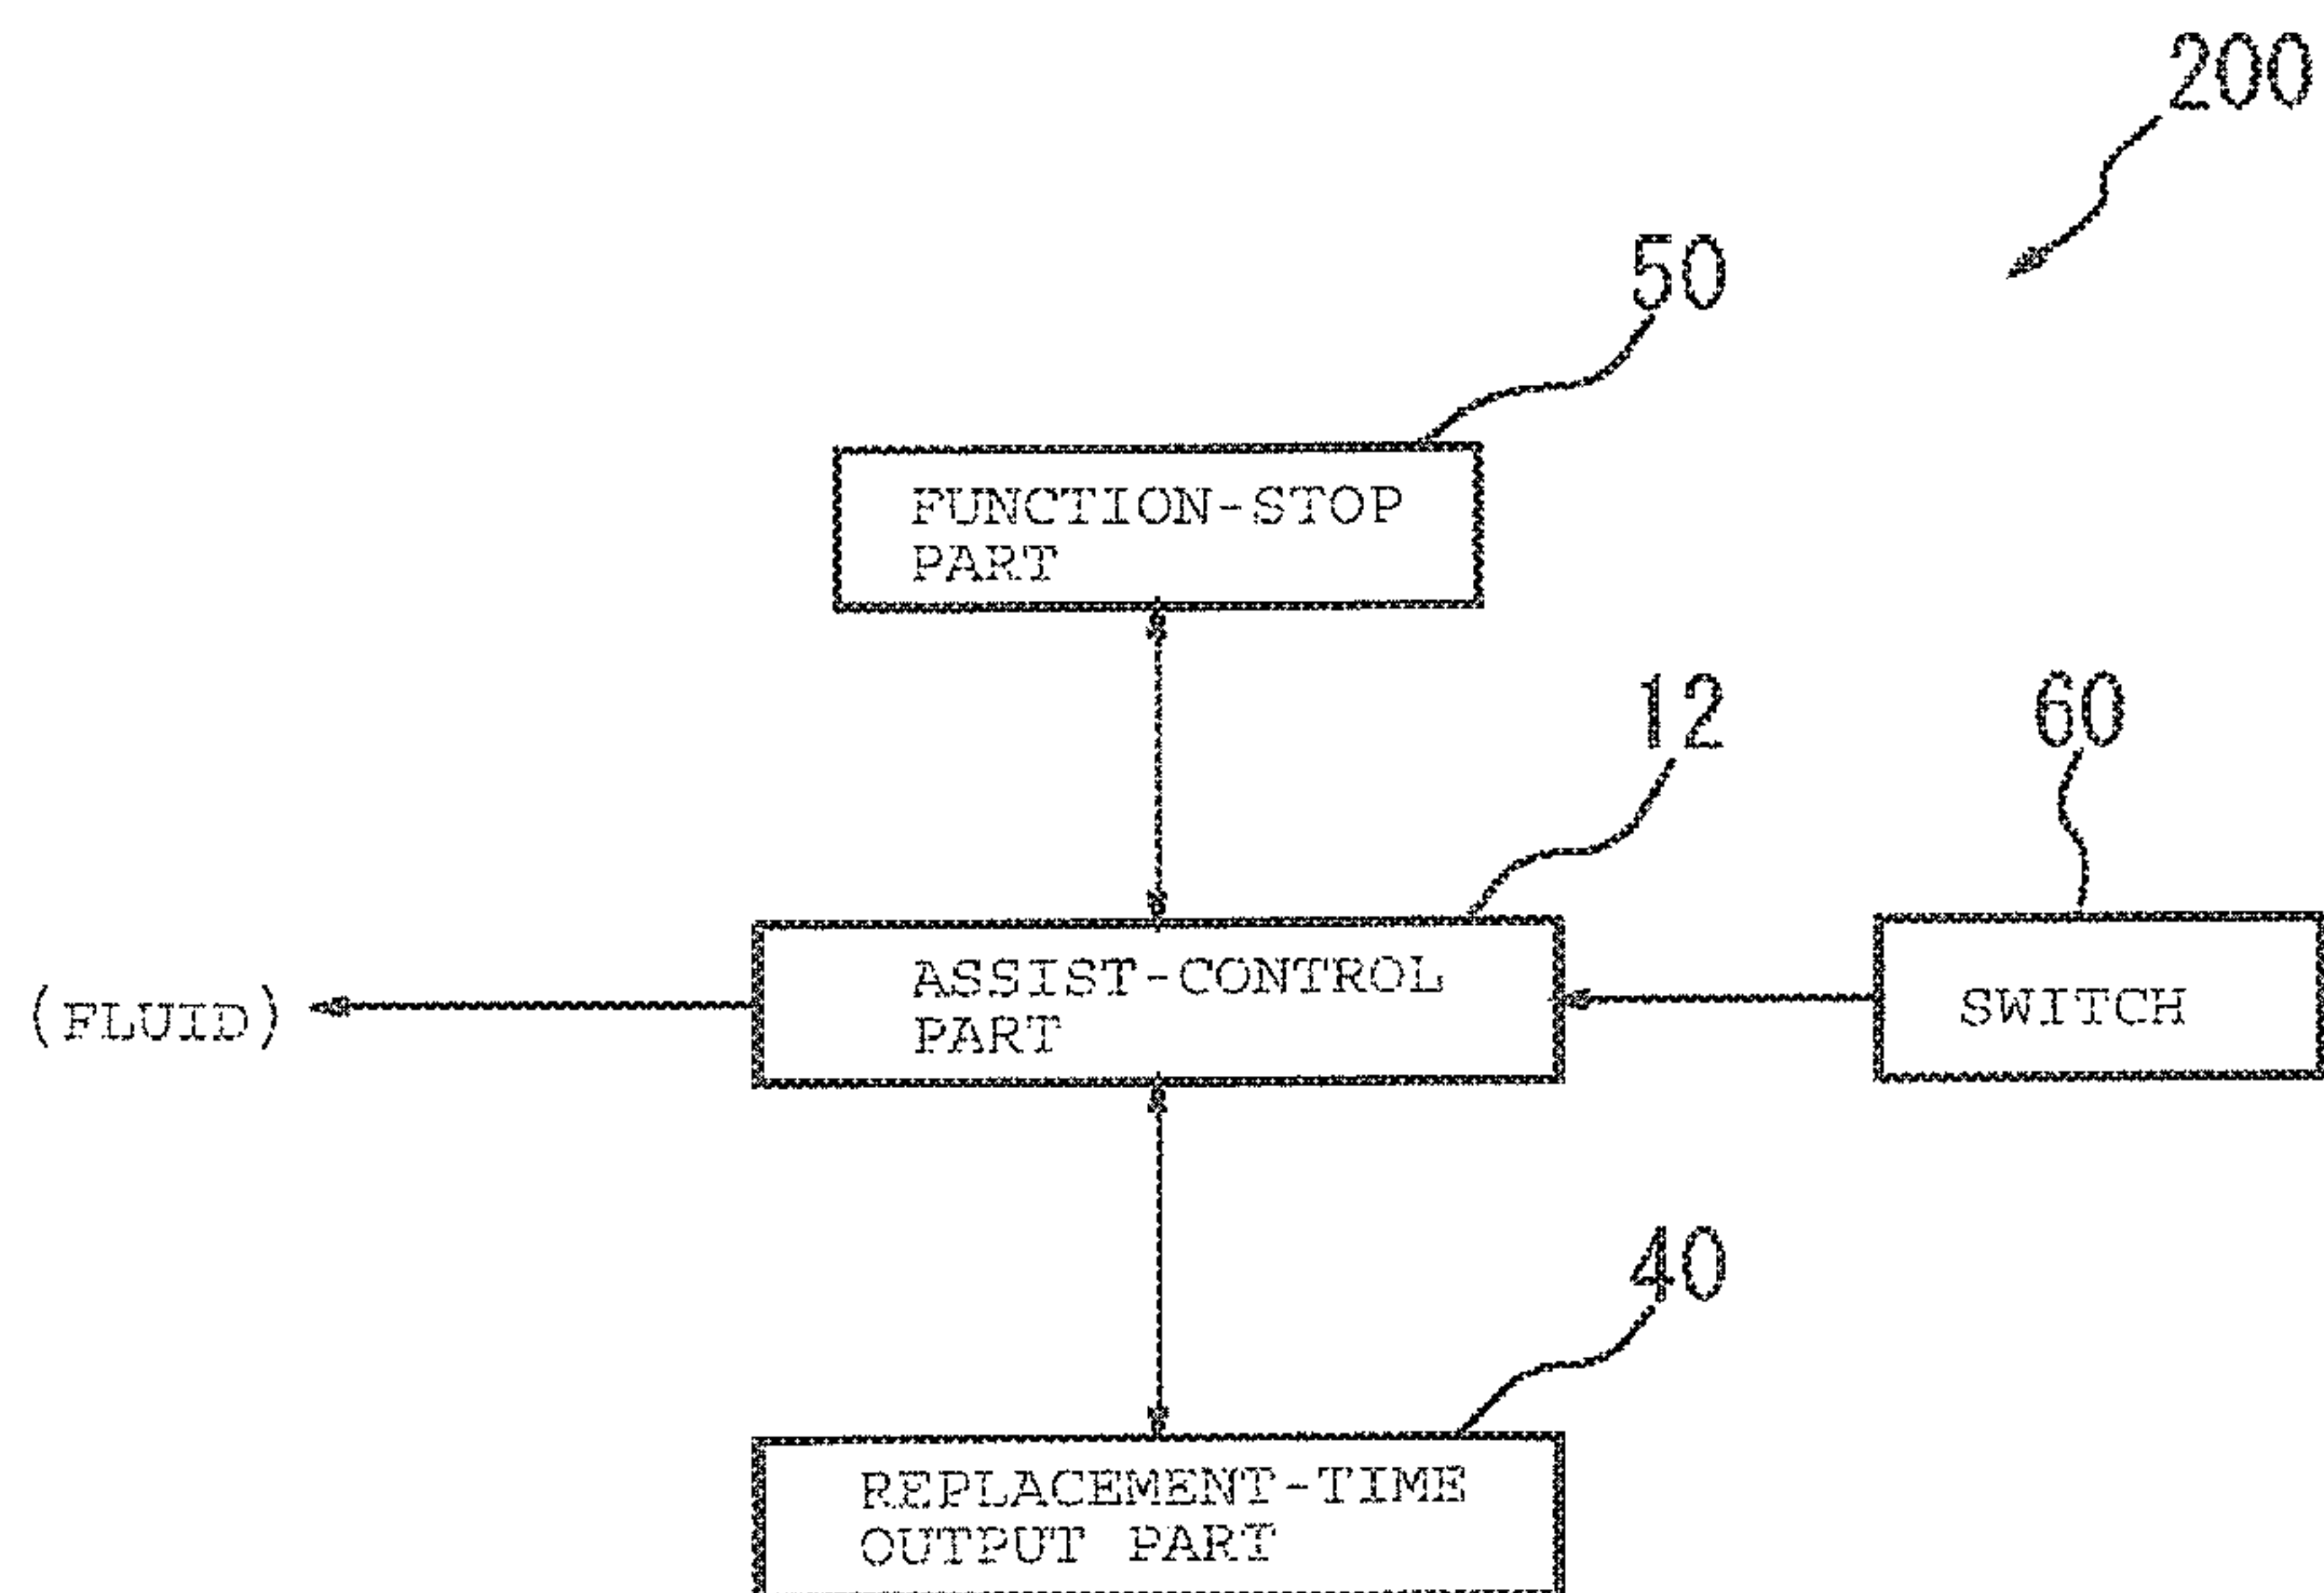 200
50
FUNCTION-STOP
PART
12
60
ASSIST-CONTROL
PART
SWITCH
(FLUID)
40
REPLACEMENT-TIME
OUTPUT PART